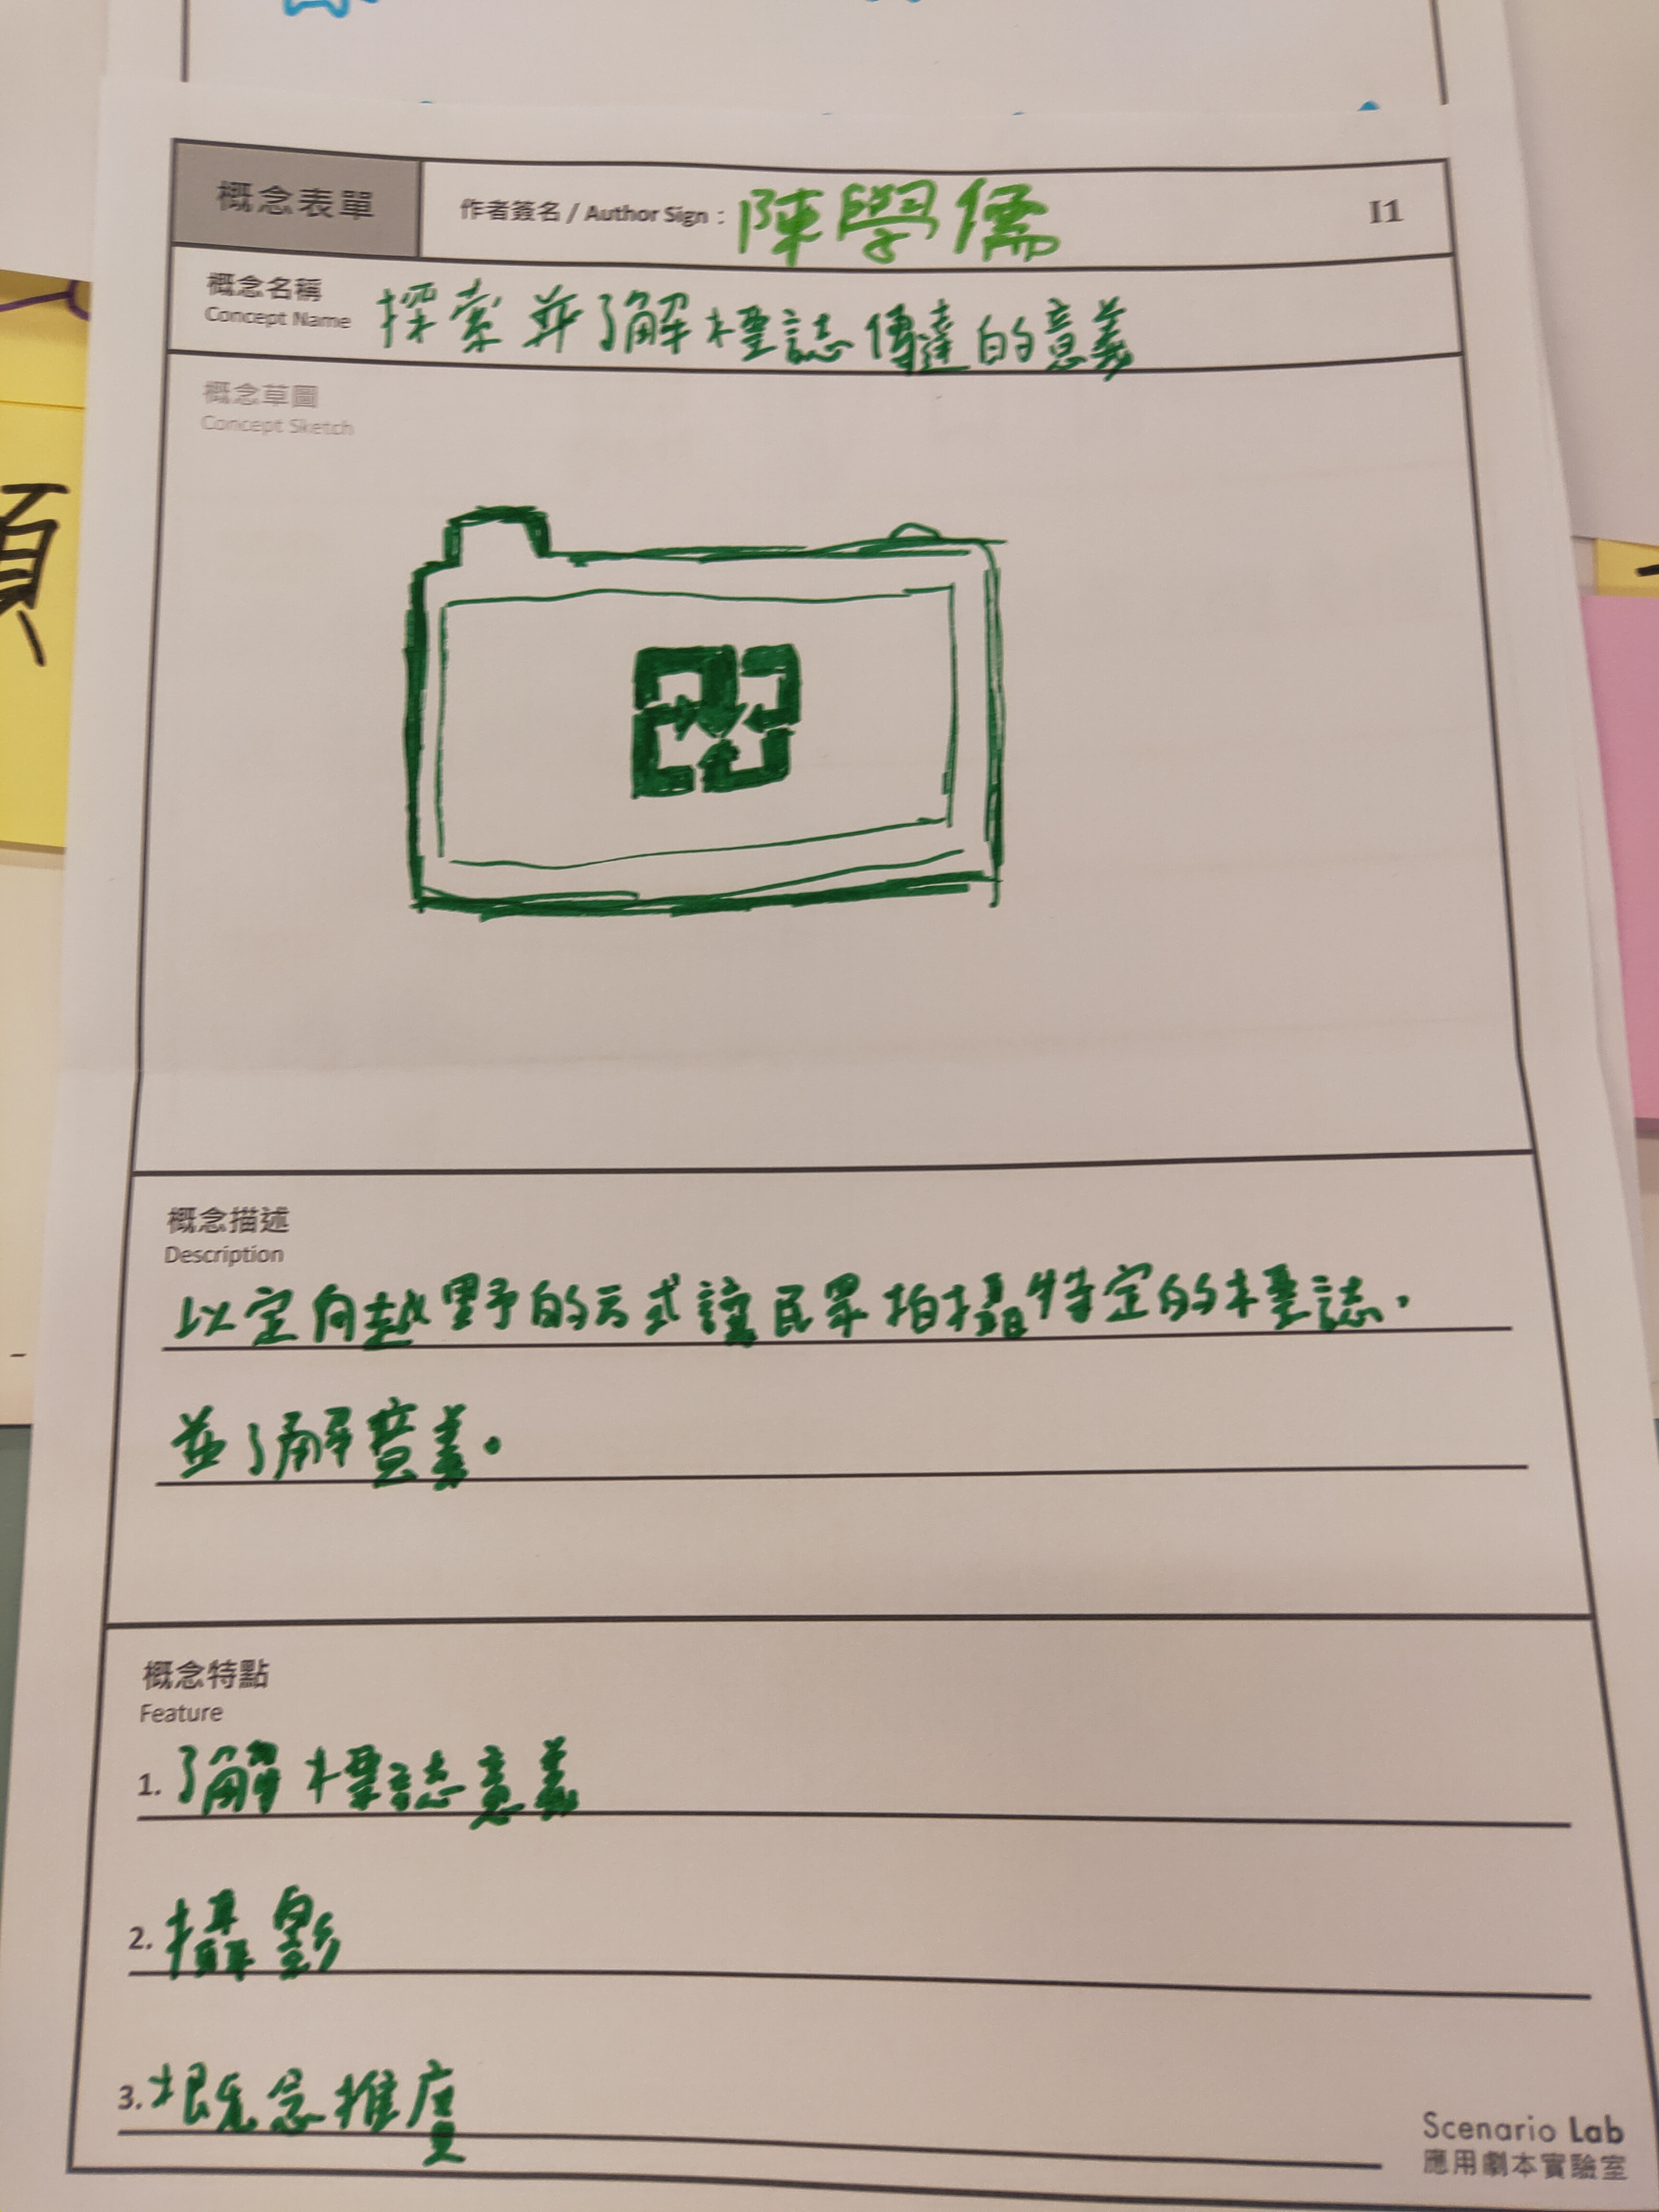 概念表單
作者簽名 / Author Sign : 陳學儒
I1
概念名稱
Concept Name
探索并了解標誌傳達的意義
概念草圖
Concept Sketch
概念描述
Description
以定向越野的方式讓民眾拍攝特定的標誌，
並了解意義。
概念特點
Feature
1. 了解標誌意義
2. 攝影
3. 概念推廣
Scenario Lab
應用劇本實驗室